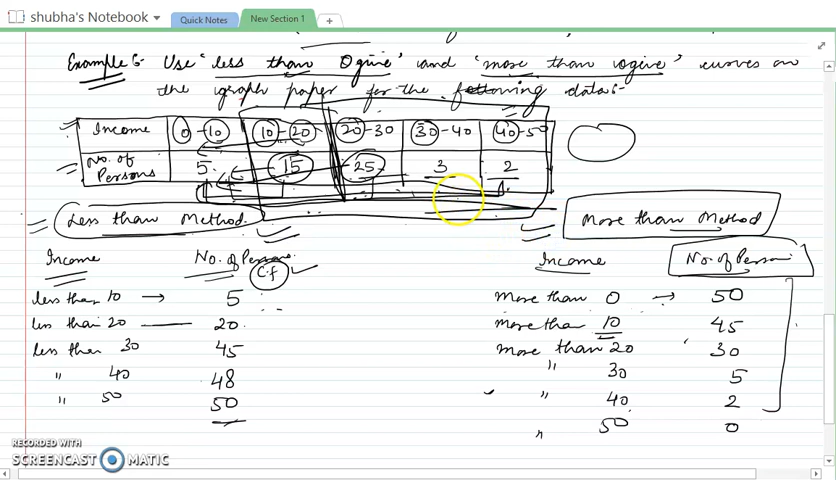 shubha's Notebook
Quick Notes
New Section 1
Example 6- Use 'less than Ogive' and 'more than ogive' curves on
the graph paper for the following data:-
Income 0-10 10-20 20-30 30-40 40-50
No. of Persons 5 15 25 3 2
Less than Method
More than Method
Income No. of Persons
C.f
less than 10 → 5
less than 20 — 20
less than 30 45
" 40 48
" 50 50
Income No. of Person
more than 0 → 50
more than 10 45
more than 20 30
" 30 5
" 40 2
" 50 0
RECORDED WITH
SCREENCAST MATIC